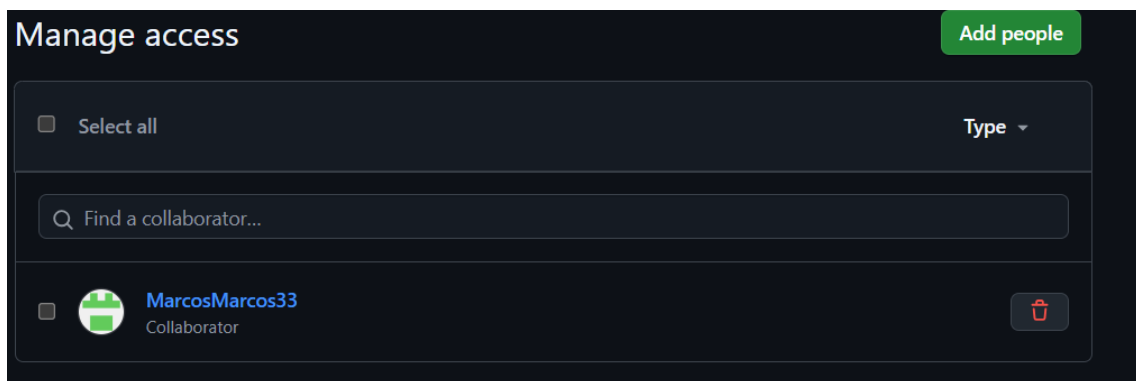 Manage access
Add people
Select all
Type
Find a collaborator...
MarcosMarcos33
Collaborator